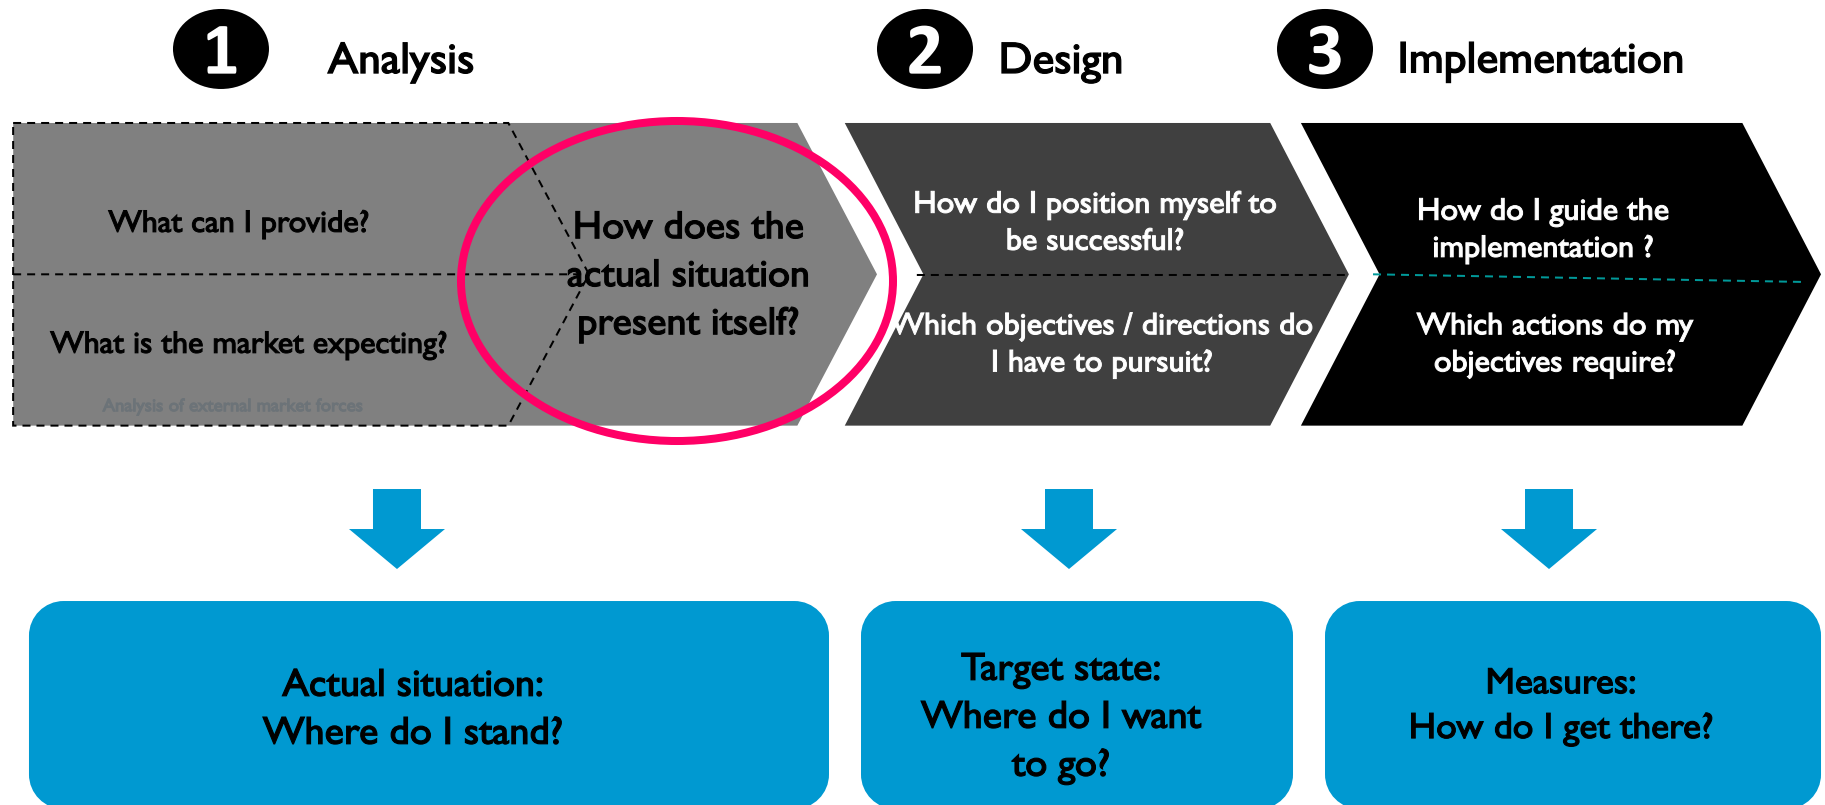 1 Analysis
2 Design
3 Implementation
What can I provide?
What is the market expecting?
Analysis of external market forces
How does the
actual situation
present itself?
How do I position myself to
be successful?
Which objectives / directions do
I have to pursuit?
How do I guide the
implementation ?
Which actions do my
objectives require?
Actual situation:
Where do I stand?
Target state:
Where do I want
to go?
Measures:
How do I get there?